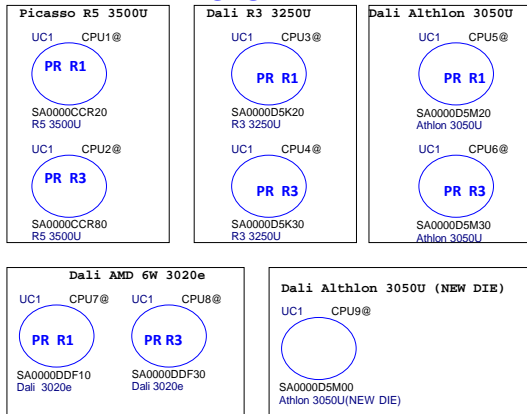 Picasso R5 3500U
UC1 CPU1@
PR R1
SA0000CCR20
R5 3500U
UC1 CPU2@
PR R3
SA0000CCR80
R5 3500U
Dali R3 3250U
UC1 CPU3@
PR R1
SA0000D5K20
R3 3250U
UC1 CPU4@
PR R3
SA0000D5K30
R3 3250U
Dali Althlon 3050U
UC1 CPU5@
PR R1
SA0000D5M20
Athlon 3050U
UC1 CPU6@
PR R3
SA0000D5M30
Athlon 3050U
Dali AMD 6W 3020e
UC1 CPU7@
PR R1
SA0000DDF10
Dali 3020e
UC1 CPU8@
PR R3
SA0000DDF30
Dali 3020e
Dali Althlon 3050U (NEW DIE)
UC1 CPU9@
SA0000D5M00
Athlon 3050U(NEW DIE)